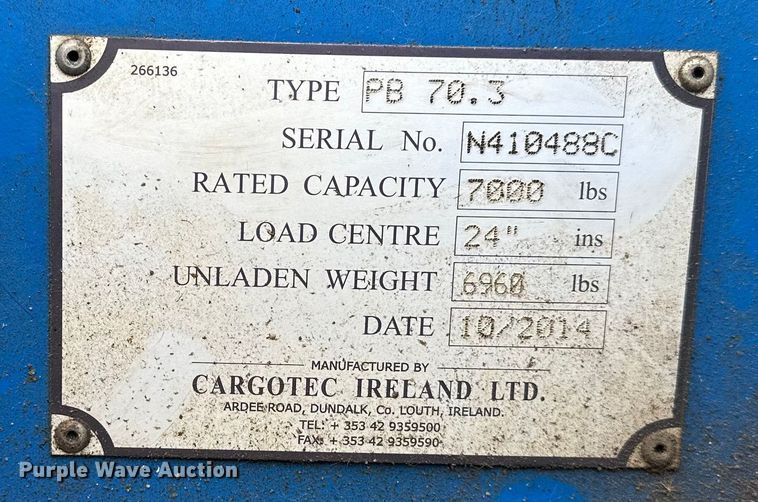 266136
TYPE PB 70.3
SERIAL No. N410488C
RATED CAPACITY 7000 lbs
LOAD CENTRE 24" ins
UNLADEN WEIGHT 6960 lbs
DATE 10/2014
MANUFACTURED BY
CARGOTEC IRELAND LTD.
ARDEE ROAD, DUNDALK, Co. LOUTH, IRELAND.
TEL: + 353 42 9359500
FAX: + 353 42 9359590
Purple Wave Auction